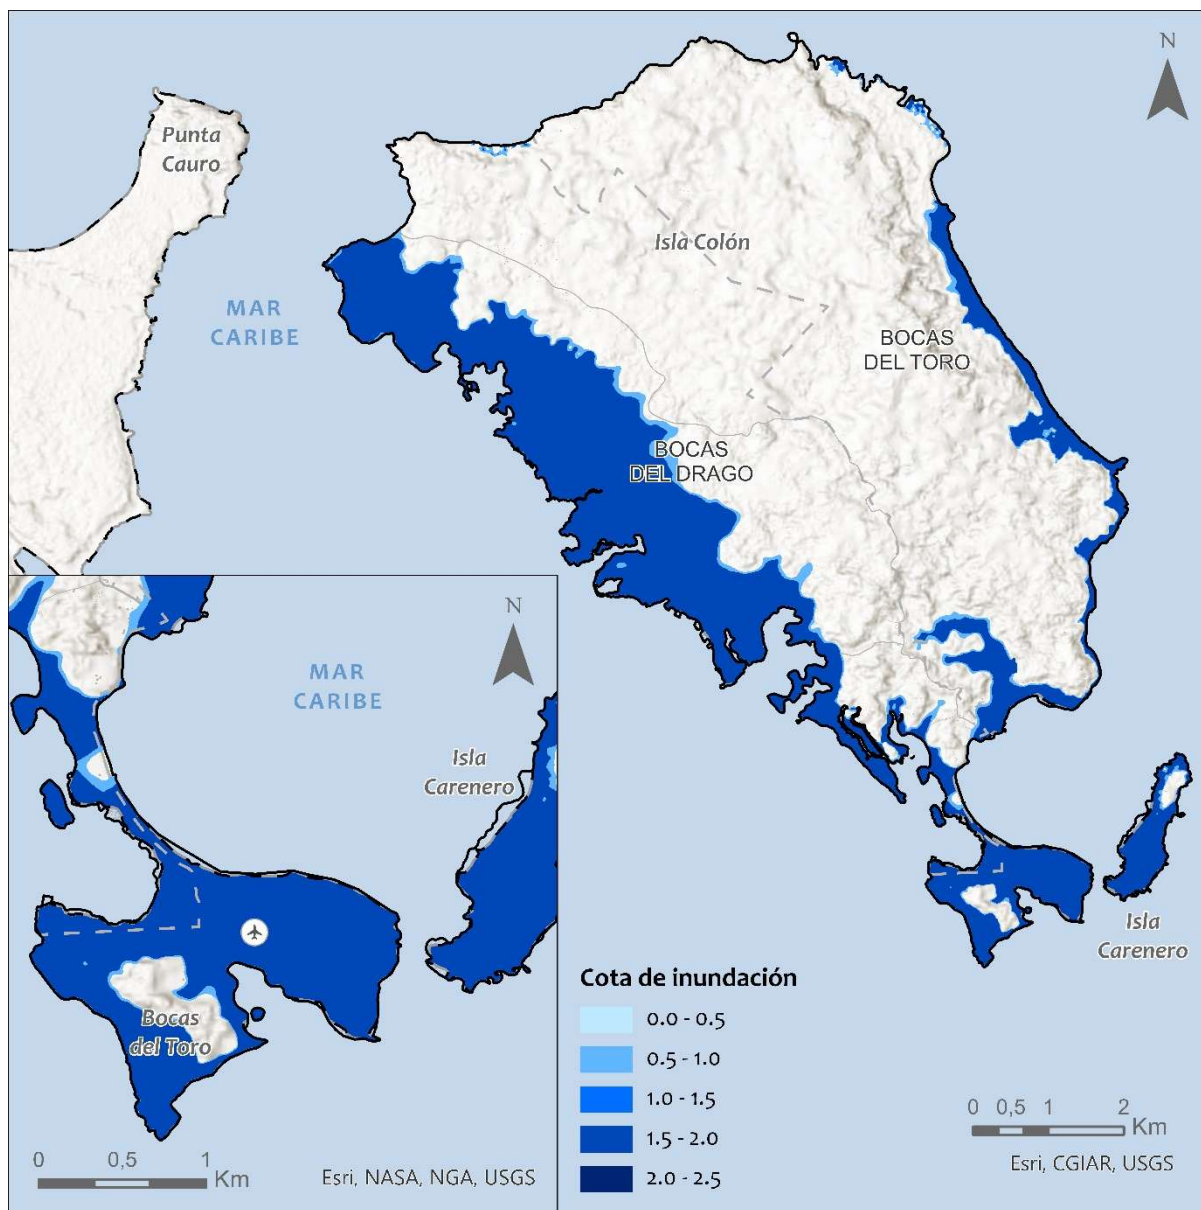 N
Punta
Cauro
Isla Colón
MAR
CARIBE
BOCAS
DEL TORO
BOCAS
DEL DRAGO
N
MAR
CARIBE
Isla
Carenero
Bocas
del Toro
0 0,5 1
Km
Esri, NASA, NGA, USGS
Isla
Carenero
Cota de inundación
0.0 - 0.5
0.5 - 1.0
1.0 - 1.5
1.5 - 2.0
2.0 - 2.5
0 0,5 1 2
Km
Esri, CGIAR, USGS